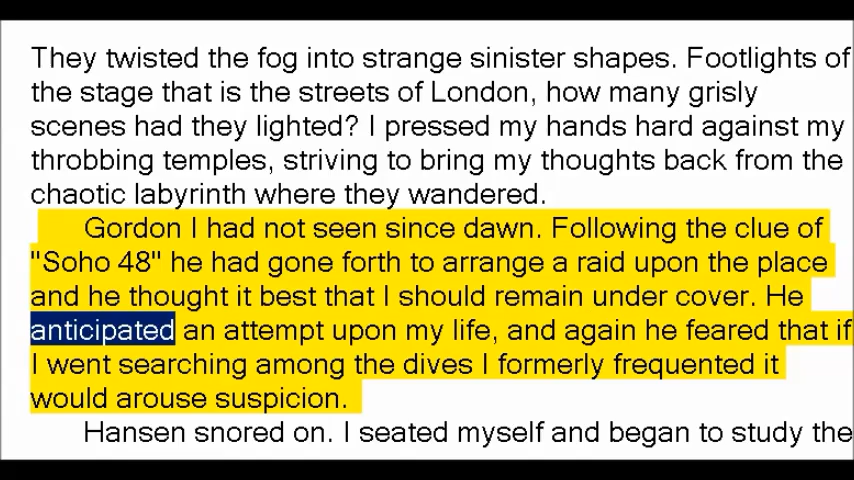 They twisted the fog into strange sinister shapes. Footlights of
the stage that is the streets of London, how many grisly
scenes had they lighted? I pressed my hands hard against my
throbbing temples, striving to bring my thoughts back from the
chaotic labyrinth where they wandered.
Gordon I had not seen since dawn. Following the clue of
"Soho 48" he had gone forth to arrange a raid upon the place
and he thought it best that I should remain under cover. He
anticipated an attempt upon my life, and again he feared that if
I went searching among the dives I formerly frequented it
would arouse suspicion.
Hansen snored on. I seated myself and began to study the